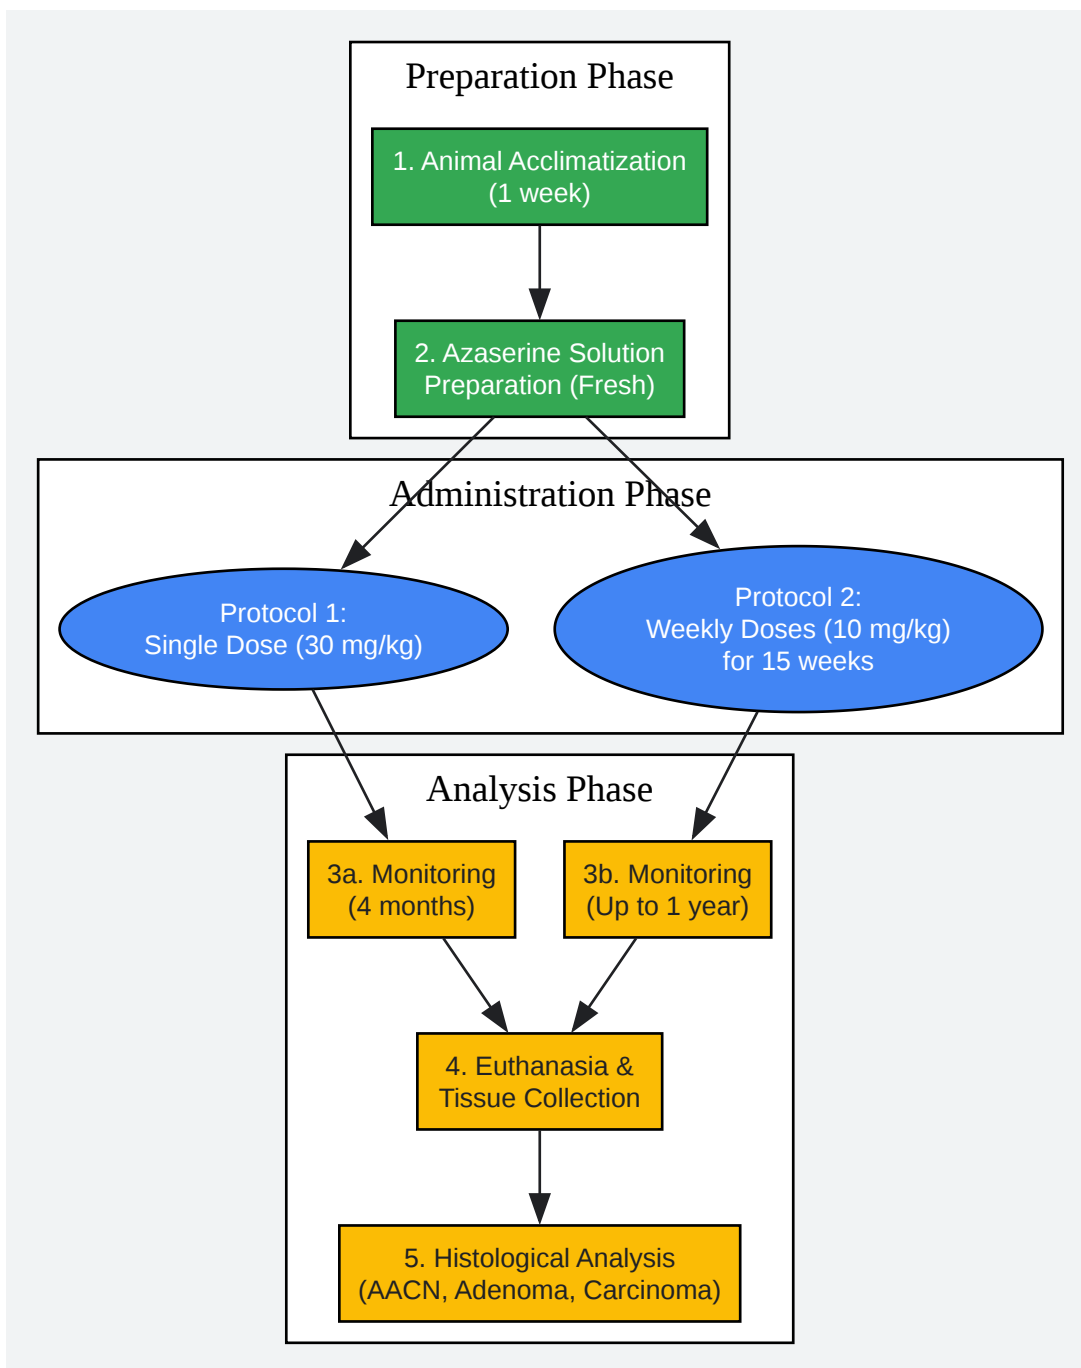 Preparation Phase
1. Animal Acclimatization
(1 week)
2. Azaserine Solution
Preparation (Fresh)
Administration Phase
Protocol 1:
Single Dose (30 mg/kg)
Protocol 2:
Weekly Doses (10 mg/kg)
for 15 weeks
Analysis Phase
3a. Monitoring
(4 months)
3b. Monitoring
(Up to 1 year)
4. Euthanasia &
Tissue Collection
5. Histological Analysis
(AACN, Adenoma, Carcinoma)